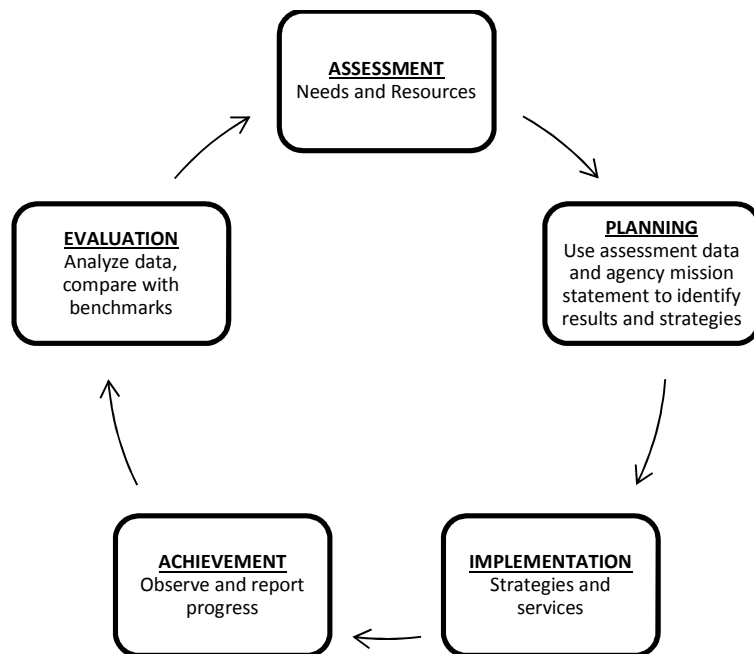 ASSESSMENT
Needs and Resources
PLANNING
Use assessment data
and agency mission
statement to identify
results and strategies
IMPLEMENTATION
Strategies and
services
ACHIEVEMENT
Observe and report
progress
EVALUATION
Analyze data,
compare with
benchmarks